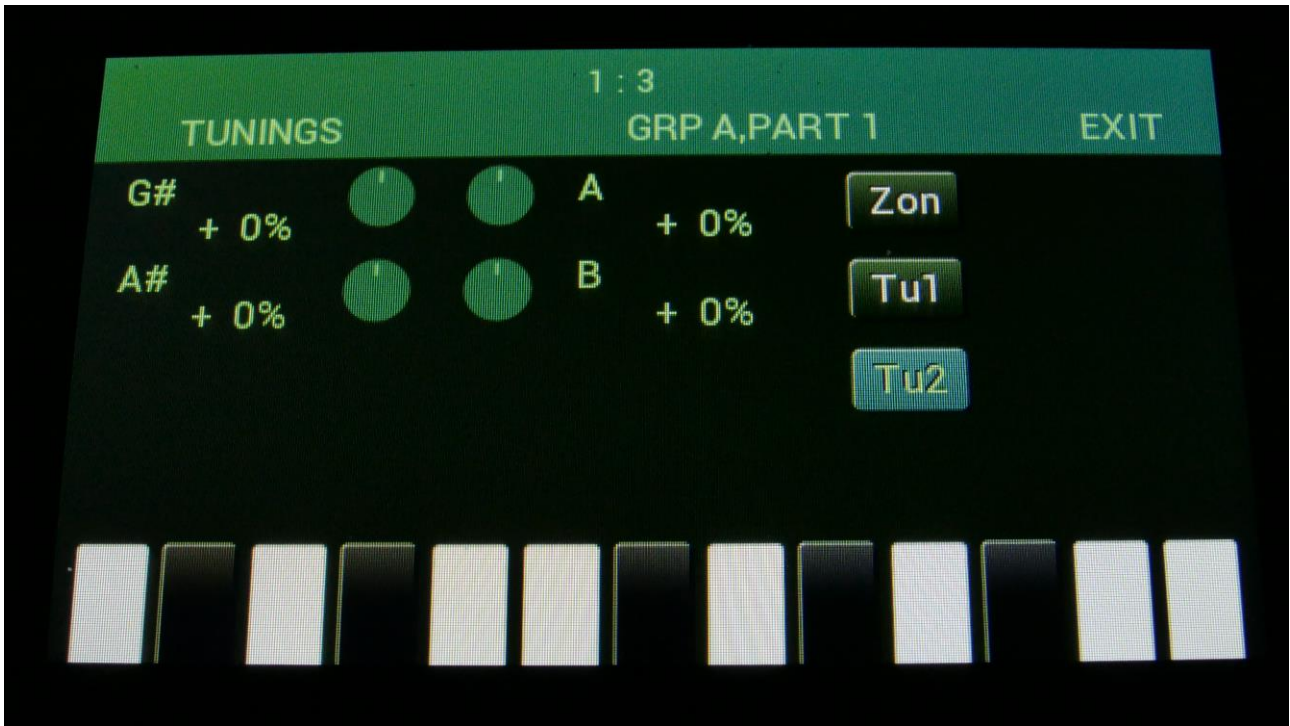 1 : 3
TUNINGS GRP A,PART 1 EXIT
G# A Zon
+ 0% + 0%
A# B Tu1
+ 0% + 0%
Tu2